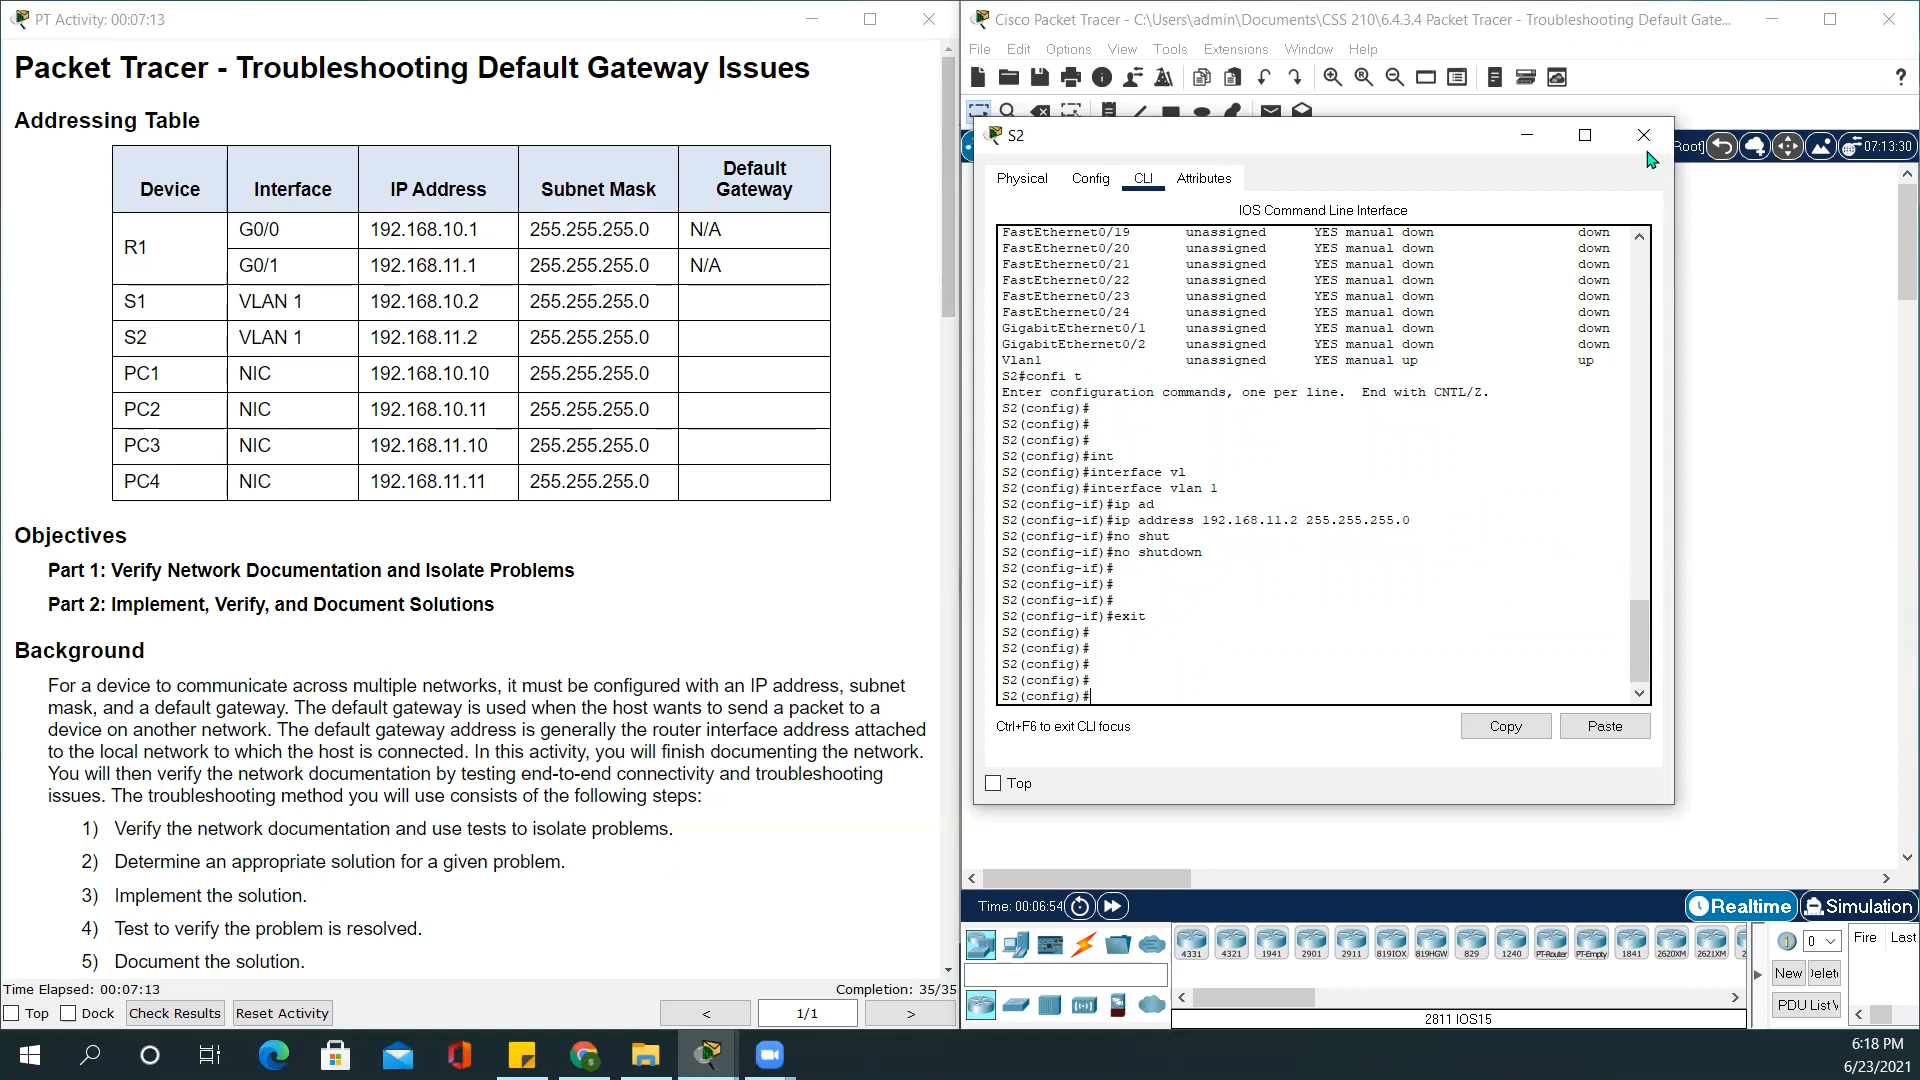 PT Activity: 00:07:13
Packet Tracer - Troubleshooting Default Gateway Issues
Addressing Table
Device Interface IP Address Subnet Mask Default Gateway
R1 G0/0 192.168.10.1 255.255.255.0 N/A
G0/1 192.168.11.1 255.255.255.0 N/A
S1 VLAN 1 192.168.10.2 255.255.255.0
S2 VLAN 1 192.168.11.2 255.255.255.0
PC1 NIC 192.168.10.10 255.255.255.0
PC2 NIC 192.168.10.11 255.255.255.0
PC3 NIC 192.168.11.10 255.255.255.0
PC4 NIC 192.168.11.11 255.255.255.0
Objectives
Part 1: Verify Network Documentation and Isolate Problems
Part 2: Implement, Verify, and Document Solutions
Background
For a device to communicate across multiple networks, it must be configured with an IP address, subnet
mask, and a default gateway. The default gateway is used when the host wants to send a packet to a
device on another network. The default gateway address is generally the router interface address attached
to the local network to which the host is connected. In this activity, you will finish documenting the network.
You will then verify the network documentation by testing end-to-end connectivity and troubleshooting
issues. The troubleshooting method you will use consists of the following steps:
1) Verify the network documentation and use tests to isolate problems.
2) Determine an appropriate solution for a given problem.
3) Implement the solution.
4) Test to verify the problem is resolved.
5) Document the solution.
Time Elapsed: 00:07:13 Completion: 35/35
Top Dock Check Results Reset Activity < 1/1 >
Cisco Packet Tracer - C:\Users\admin\Documents\CSS 210\6.4.3.4 Packet Tracer - Troubleshooting Default Gate...
File Edit Options View Tools Extensions Window Help
?
Root] 07:13:30
S2
Physical Config CLI Attributes
IOS Command Line Interface
FastEthernet0/19 unassigned YES manual down down
FastEthernet0/20 unassigned YES manual down down
FastEthernet0/21 unassigned YES manual down down
FastEthernet0/22 unassigned YES manual down down
FastEthernet0/23 unassigned YES manual down down
FastEthernet0/24 unassigned YES manual down down
GigabitEthernet0/1 unassigned YES manual down down
GigabitEthernet0/2 unassigned YES manual down down
Vlan1 unassigned YES manual up up
S2#confi t
Enter configuration commands, one per line. End with CNTL/Z.
S2(config)#
S2(config)#
S2(config)#
S2(config)#int
S2(config)#interface vl
S2(config)#interface vlan 1
S2(config-if)#ip ad
S2(config-if)#ip address 192.168.11.2 255.255.255.0
S2(config-if)#no shut
S2(config-if)#no shutdown
S2(config-if)#
S2(config-if)#
S2(config-if)#
S2(config-if)#exit
S2(config)#
S2(config)#
S2(config)#
S2(config)#
S2(config)#
Ctrl+F6 to exit CLI focus Copy Paste
Top
Time: 00:06:54 Realtime Simulation
4331 4321 1941 2901 2911 819IOX 819HGW 829 1240 PT-Router PT-Empty 1841 2620XM 2621XM 2
2811 IOS15
0 Fire Last
New Delet
PDU List
6:18 PM
6/23/2021